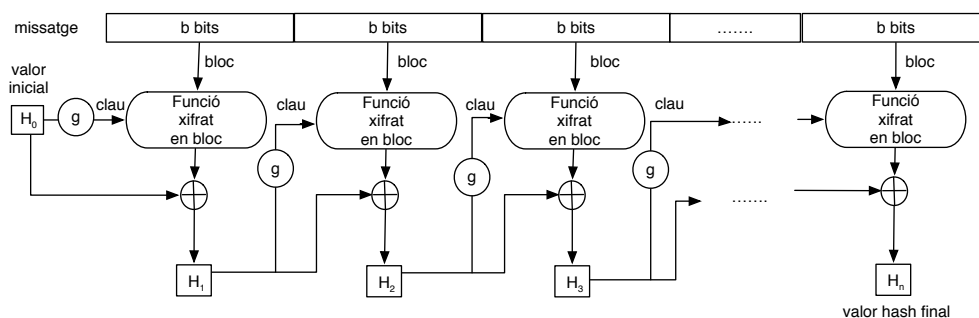 missatge
b bits
b bits
b bits
.......
b bits
valor
inicial
bloc
bloc
bloc
bloc
H0
g
clau
Funció
xifrat
en bloc
clau
g
Funció
xifrat
en bloc
clau
g
Funció
xifrat
en bloc
clau
g
.......
Funció
xifrat
en bloc
.......
H1
H2
H3
Hn
valor hash final